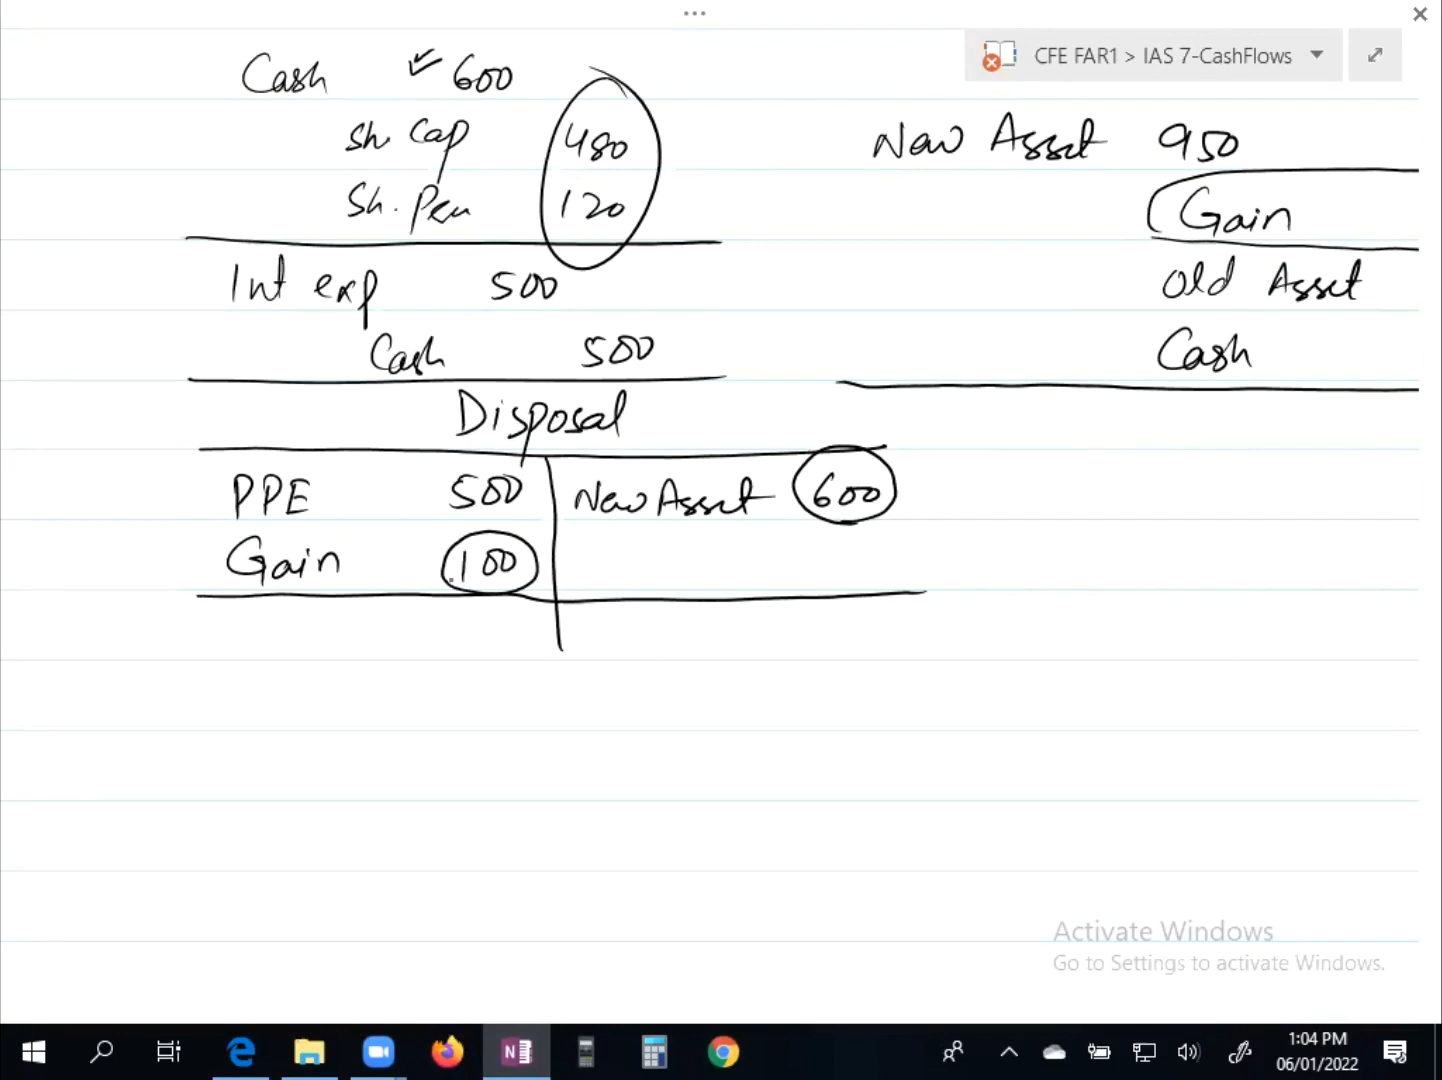 ...
CFE FAR1 > IAS 7-CashFlows
Cash 600
Sh. Cap 480
Sh. Pem 120
Int exp 500
Cash 500
Disposal
PPE 500 New Asset 600
Gain 100
New Asset 950
Gain
Old Asset
Cash
Activate Windows
Go to Settings to activate Windows.
1:04 PM
06/01/2022